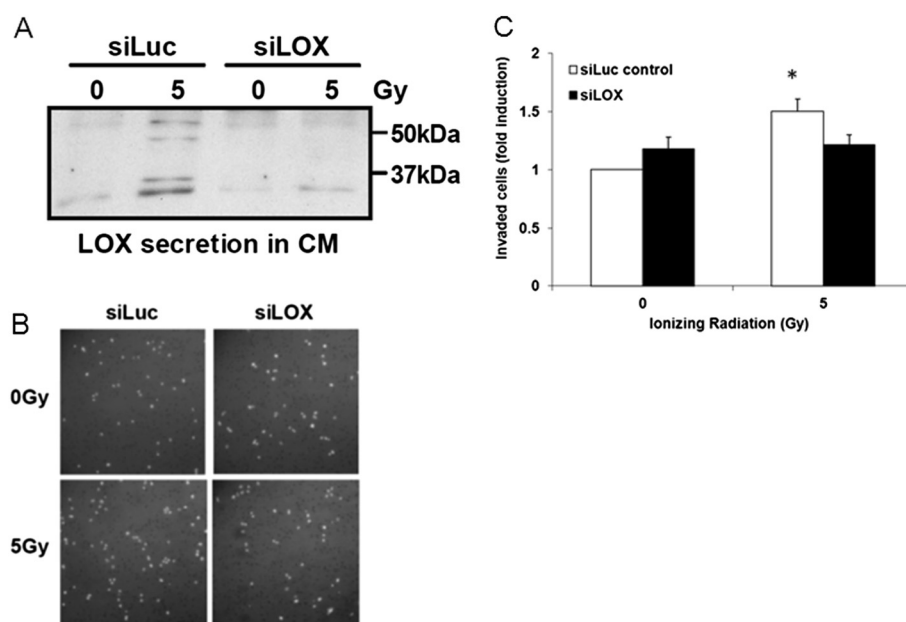 A
siLuc siLOX
0 5 0 5 Gy
50kDa
37kDa
LOX secretion in CM
B
siLuc siLOX
0Gy
5Gy
C
2
siLuc control
siLOX
*
1.5
1
0.5
0
0 5
Invaded cells (fold Induction)
Ionizing Radiation (Gy)